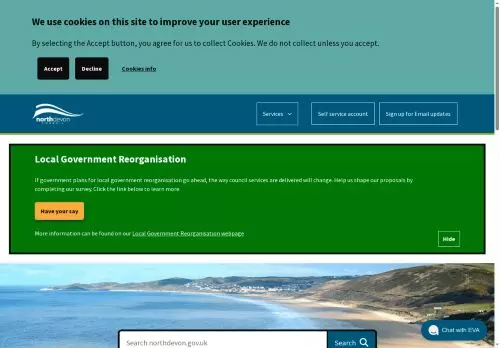 We use cookies on this site to improve your user experience
By selecting the Accept button, you agree for us to collect Cookies. We do not collect unless you accept.
Accept Decline Cookies info
northdevon
COUNCIL
Services Self service account Sign up for Email updates
Local Government Reorganisation
If government plans for local government reorganisation go ahead, the way council services are delivered will change. Help us shape our proposals by
completing our survey. Click the link below to learn more
Have your say
More information can be found on our Local Government Reorganisation webpage
Hide
Chat with EVA
Search northdevon.gov.uk Search